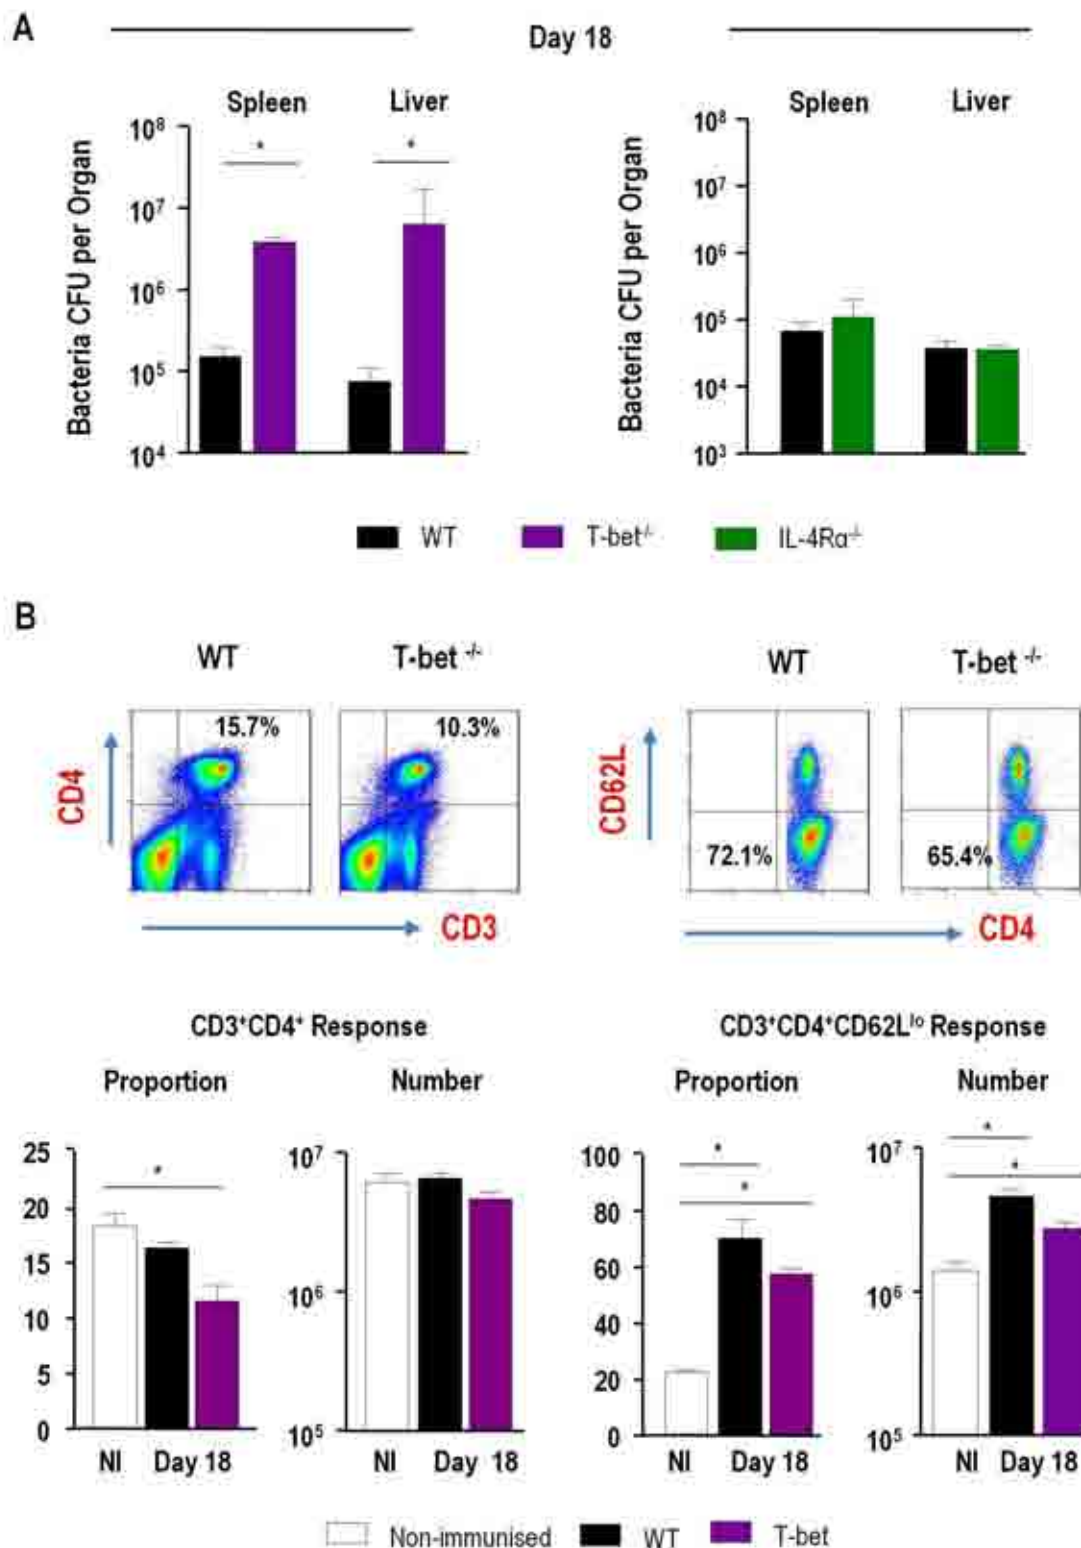 A
Day 18
Spleen Liver
Spleen Liver
Bacteria CFU per Organ
10⁸
10⁷
10⁶
10⁵
10⁴
* *
Bacteria CFU per Organ
10⁸
10⁷
10⁶
10⁵
10⁴
10³
WT T-bet⁻/⁻ IL-4Rα⁻/⁻
B
WT T-bet ⁻/⁻ WT T-bet ⁻/⁻
CD4
15.7% 10.3%
CD3
CD62L
72.1% 65.4%
CD4
CD3⁺CD4⁺ Response
Proportion Number
25
20
15
10
5
0
*
NI Day 18
10⁷
10⁶
10⁵
NI Day 18
CD3⁺CD4⁺CD62Lˡᵒ Response
Proportion Number
100
80
60
40
20
0
*
*
NI Day 18
10⁷
10⁶
10⁵
*
*
NI Day 18
Non-immunised WT T-bet